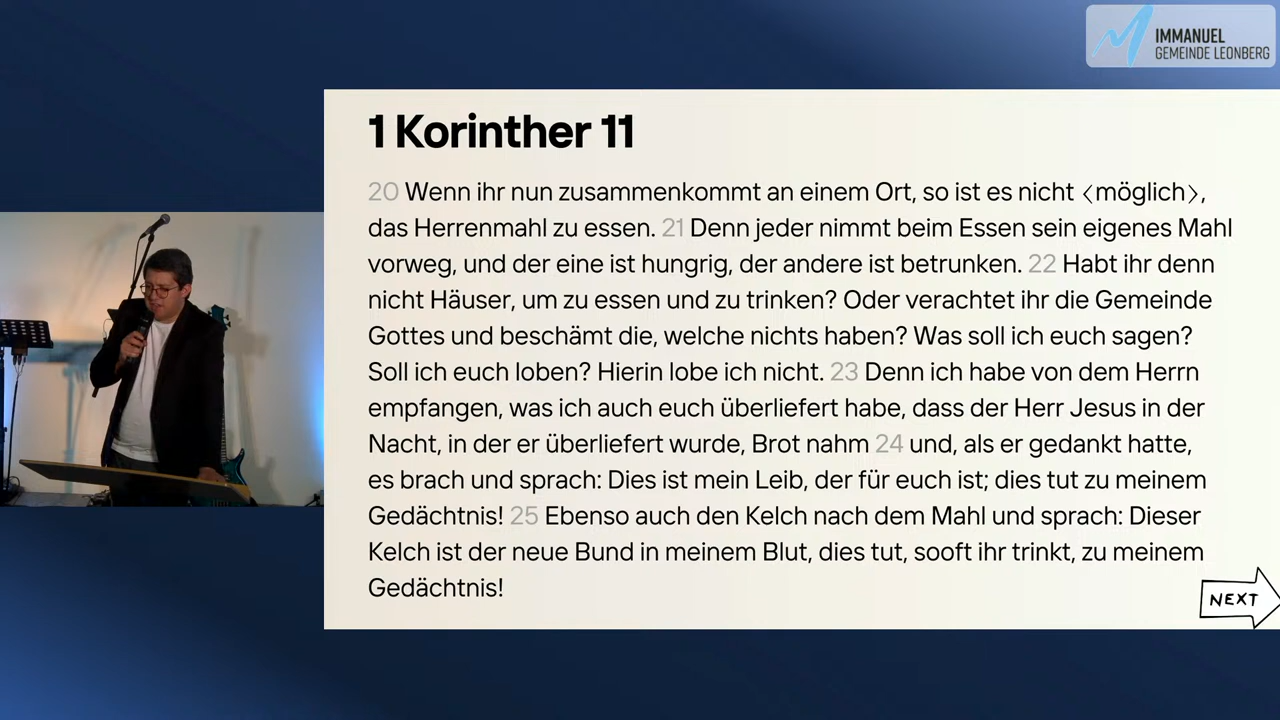 IMMANUEL
GEMEINDE LEONBERG
1 Korinther 11
20 Wenn ihr nun zusammenkommt an einem Ort, so ist es nicht 〈möglich〉,
das Herrenmahl zu essen. 21 Denn jeder nimmt beim Essen sein eigenes Mahl
vorweg, und der eine ist hungrig, der andere ist betrunken. 22 Habt ihr denn
nicht Häuser, um zu essen und zu trinken? Oder verachtet ihr die Gemeinde
Gottes und beschämt die, welche nichts haben? Was soll ich euch sagen?
Soll ich euch loben? Hierin lobe ich nicht. 23 Denn ich habe von dem Herrn
empfangen, was ich auch euch überliefert habe, dass der Herr Jesus in der
Nacht, in der er überliefert wurde, Brot nahm 24 und, als er gedankt hatte,
es brach und sprach: Dies ist mein Leib, der für euch ist; dies tut zu meinem
Gedächtnis! 25 Ebenso auch den Kelch nach dem Mahl und sprach: Dieser
Kelch ist der neue Bund in meinem Blut, dies tut, sooft ihr trinkt, zu meinem
Gedächtnis!
NEXT